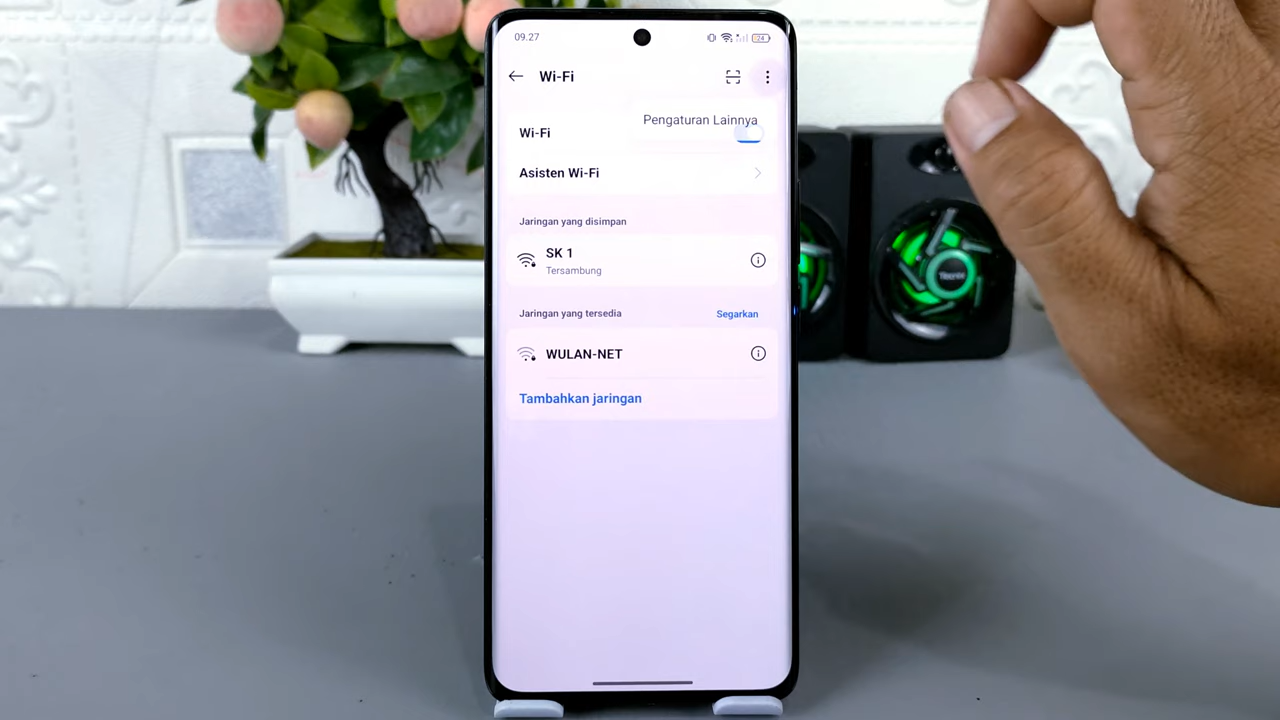 09.27
24
Wi-Fi
Pengaturan Lainnya
Wi-Fi
Asisten Wi-Fi
Jaringan yang disimpan
SK 1
Tersambung
Jaringan yang tersedia
Segarkan
WULAN-NET
Tambahkan jaringan